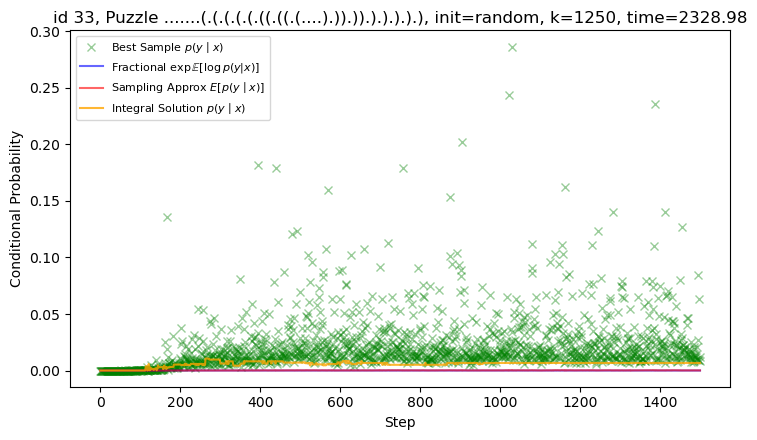 id 33, Puzzle .......(.(.(.(.(.((.((.(....).)).)).).).).).), init=random, k=1250, time=2328.98
Best Sample p(y | x)
Fractional exp𝔼[log p(y|x)]
Sampling Approx E[p(y | x)]
Integral Solution p(y | x)
Conditional Probability
0.30
0.25
0.20
0.15
0.10
0.05
0.00
0
200
400
600
800
1000
1200
1400
Step